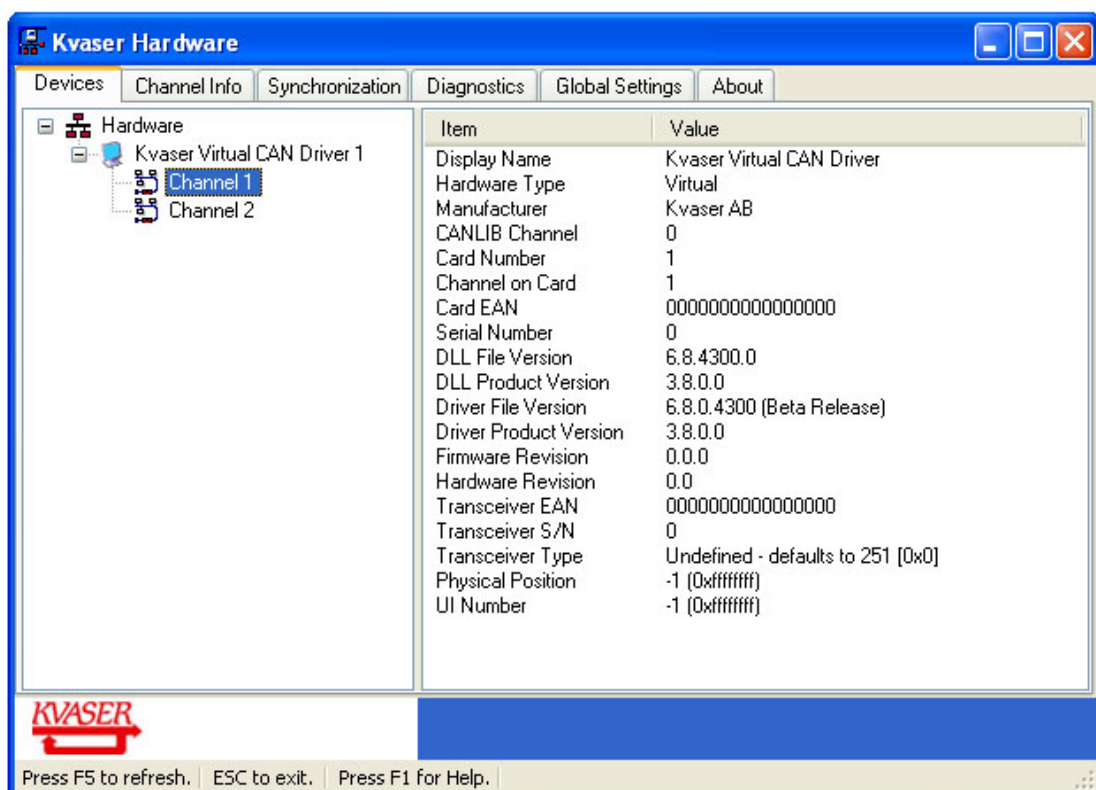 Kvaser Hardware
Devices Channel Info Synchronization Diagnostics Global Settings About
Hardware
Kvaser Virtual CAN Driver 1
Channel 1
Channel 2
Item Value
Display Name Kvaser Virtual CAN Driver
Hardware Type Virtual
Manufacturer Kvaser AB
CANLIB Channel 0
Card Number 1
Channel on Card 1
Card EAN 0000000000000000
Serial Number 0
DLL File Version 6.8.4300.0
DLL Product Version 3.8.0.0
Driver File Version 6.8.0.4300 (Beta Release)
Driver Product Version 3.8.0.0
Firmware Revision 0.0.0
Hardware Revision 0.0
Transceiver EAN 0000000000000000
Transceiver S/N 0
Transceiver Type Undefined - defaults to 251 [0x0]
Physical Position -1 (0xffffffff)
UI Number -1 (0xffffffff)
KVASER
Press F5 to refresh. ESC to exit. Press F1 for Help.